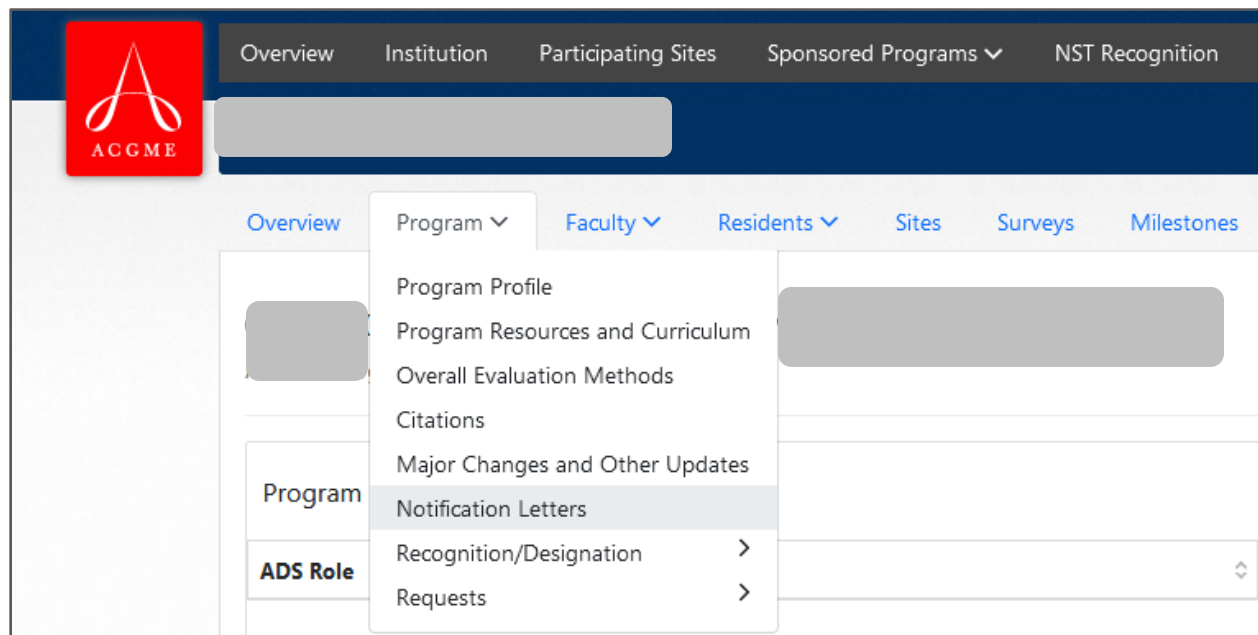 Overview Institution Participating Sites Sponsored Programs NST Recognition
ACGME
Overview Program Faculty Residents Sites Surveys Milestones
Program Profile
Program Resources and Curriculum
Overall Evaluation Methods
Citations
Major Changes and Other Updates
Program
Notification Letters
Recognition/Designation
ADS Role
Requests